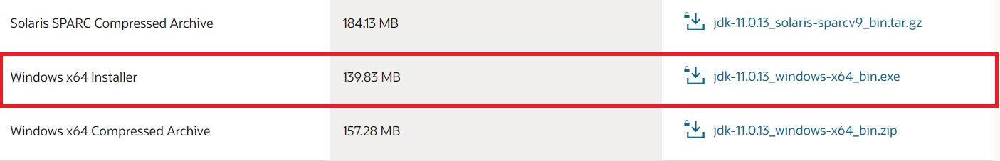 Solaris SPARC Compressed Archive 184.13 MB jdk-11.0.13_solaris-sparcv9_bin.tar.gz
Windows x64 Installer 139.83 MB jdk-11.0.13_windows-x64_bin.exe
Windows x64 Compressed Archive 157.28 MB jdk-11.0.13_windows-x64_bin.zip